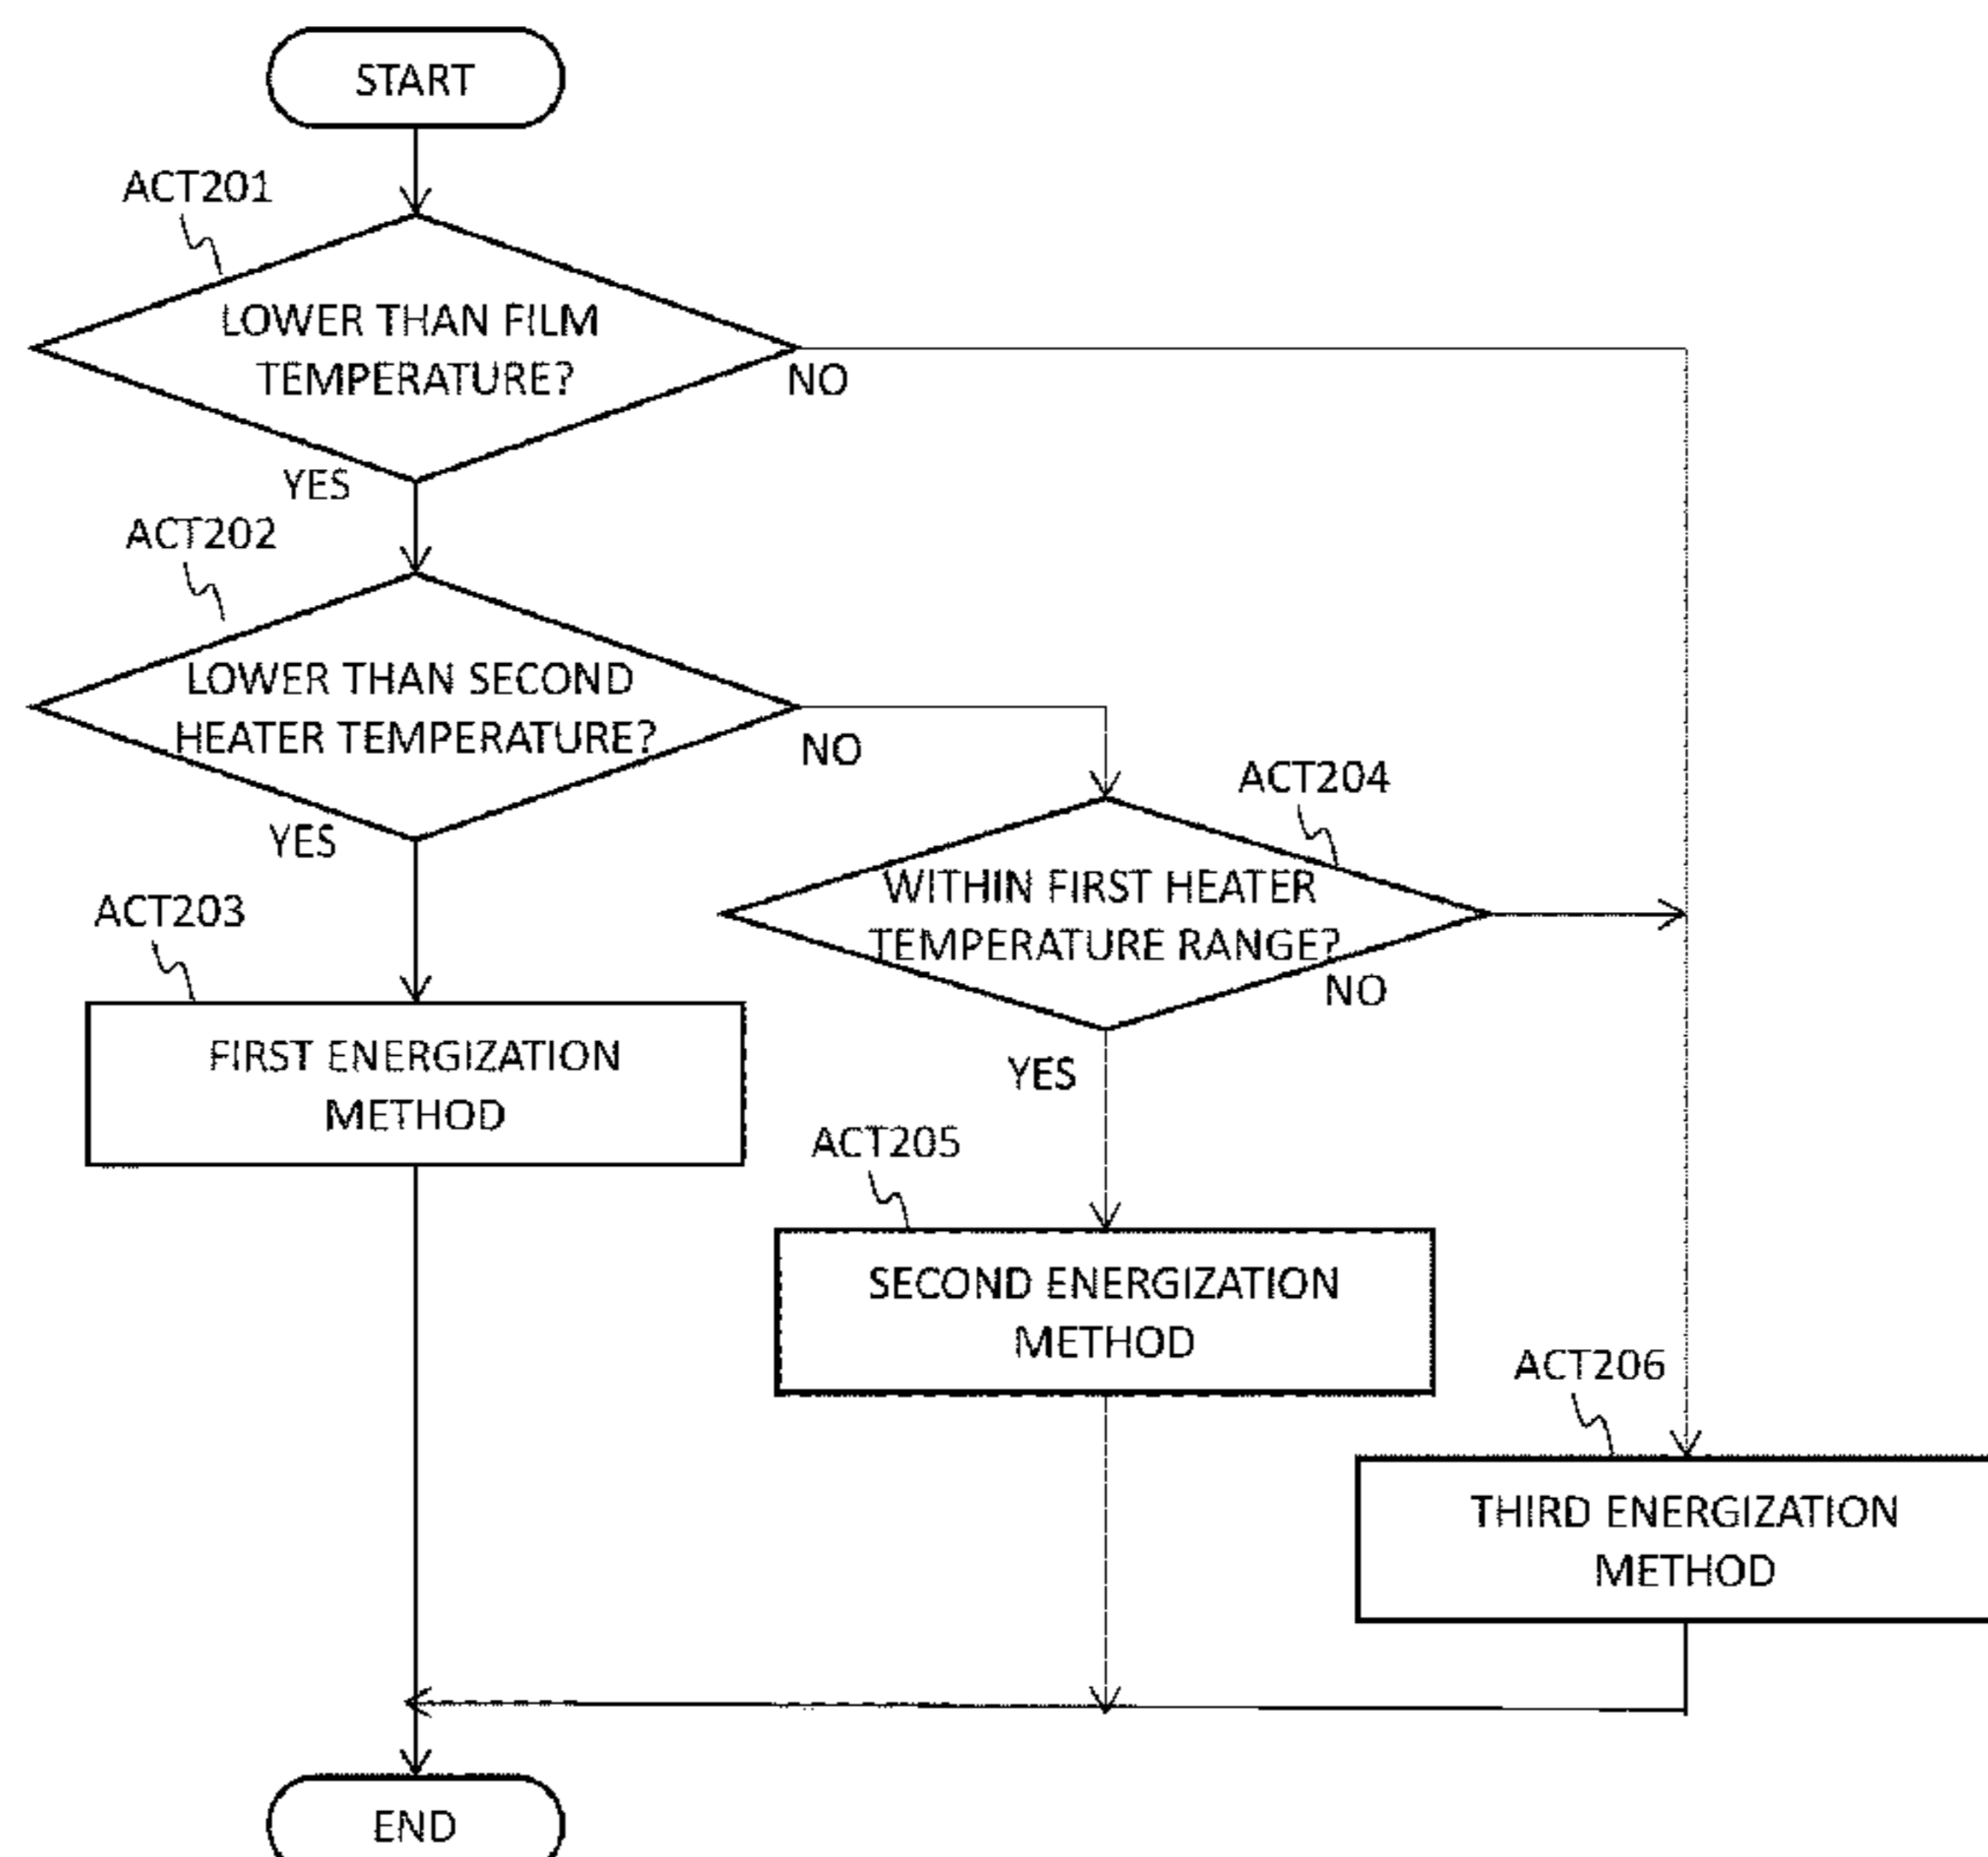 START
ACT201
LOWER THAN FILM
TEMPERATURE?
NO
YES
ACT202
LOWER THAN SECOND
HEATER TEMPERATURE?
NO
YES
ACT204
WITHIN FIRST HEATER
TEMPERATURE RANGE?
NO
YES
ACT203
FIRST ENERGIZATION
METHOD
ACT205
SECOND ENERGIZATION
METHOD
ACT206
THIRD ENERGIZATION
METHOD
END